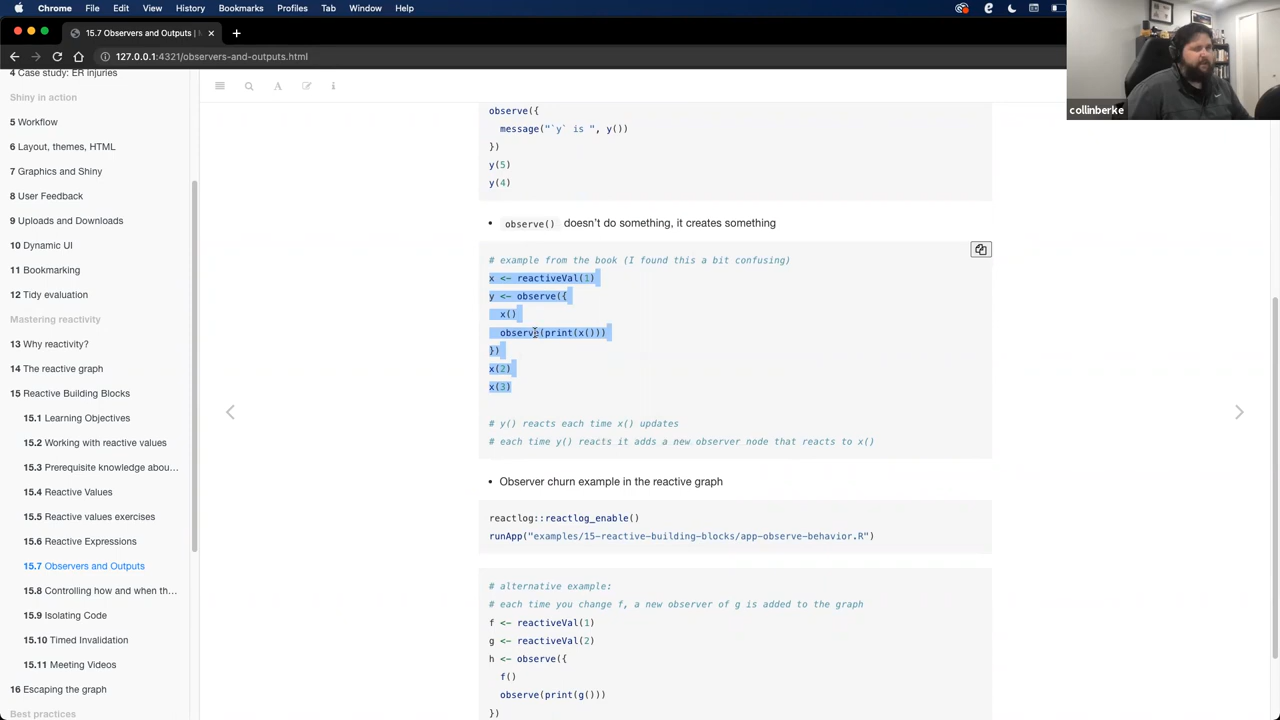 Chrome File Edit View History Bookmarks Profiles Tab Window Help
15.7 Observers and Outputs |
127.0.0.1:4321/observers-and-outputs.html
collinberke
4 Case study: ER injuries
Shiny in action
5 Workflow
6 Layout, themes, HTML
7 Graphics and Shiny
8 User Feedback
9 Uploads and Downloads
10 Dynamic UI
11 Bookmarking
12 Tidy evaluation
Mastering reactivity
13 Why reactivity?
14 The reactive graph
15 Reactive Building Blocks
15.1 Learning Objectives
15.2 Working with reactive values
15.3 Prerequisite knowledge abou...
15.4 Reactive Values
15.5 Reactive values exercises
15.6 Reactive Expressions
15.7 Observers and Outputs
15.8 Controlling how and when th...
15.9 Isolating Code
15.10 Timed Invalidation
15.11 Meeting Videos
16 Escaping the graph
Best practices
observe({
message("`y` is ", y())
})
y(5)
y(4)
• observe() doesn't do something, it creates something
# example from the book (I found this a bit confusing)
x <- reactiveVal(1)
y <- observe({
x()
observe(print(x()))
})
x(2)
x(3)
# y() reacts each time x() updates
# each time y() reacts it adds a new observer node that reacts to x()
• Observer churn example in the reactive graph
reactlog::reactlog_enable()
runApp("examples/15-reactive-building-blocks/app-observe-behavior.R")
# alternative example:
# each time you change f, a new observer of g is added to the graph
f <- reactiveVal(1)
g <- reactiveVal(2)
h <- observe({
f()
observe(print(g()))
})